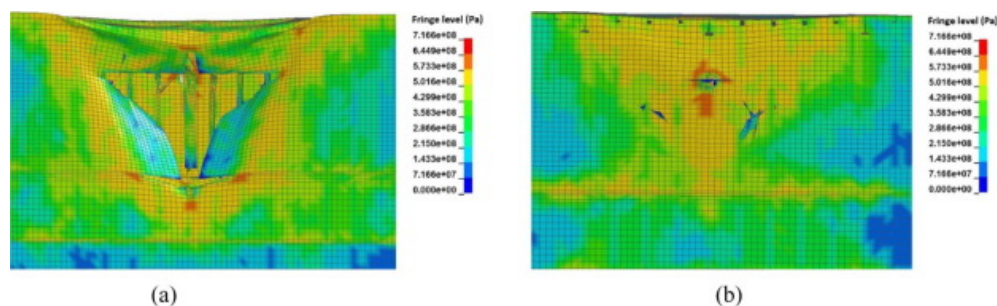 Fringe level (Pa)
7.166e+08
6.449e+08
5.733e+08
5.016e+08
4.299e+08
3.583e+08
2.866e+08
2.150e+08
1.433e+08
7.166e+07
0.000e+00
(a)
Fringe level (Pa)
7.166e+08
6.449e+08
5.733e+08
5.016e+08
4.299e+08
3.583e+08
2.866e+08
2.150e+08
1.433e+08
7.166e+07
0.000e+00
(b)